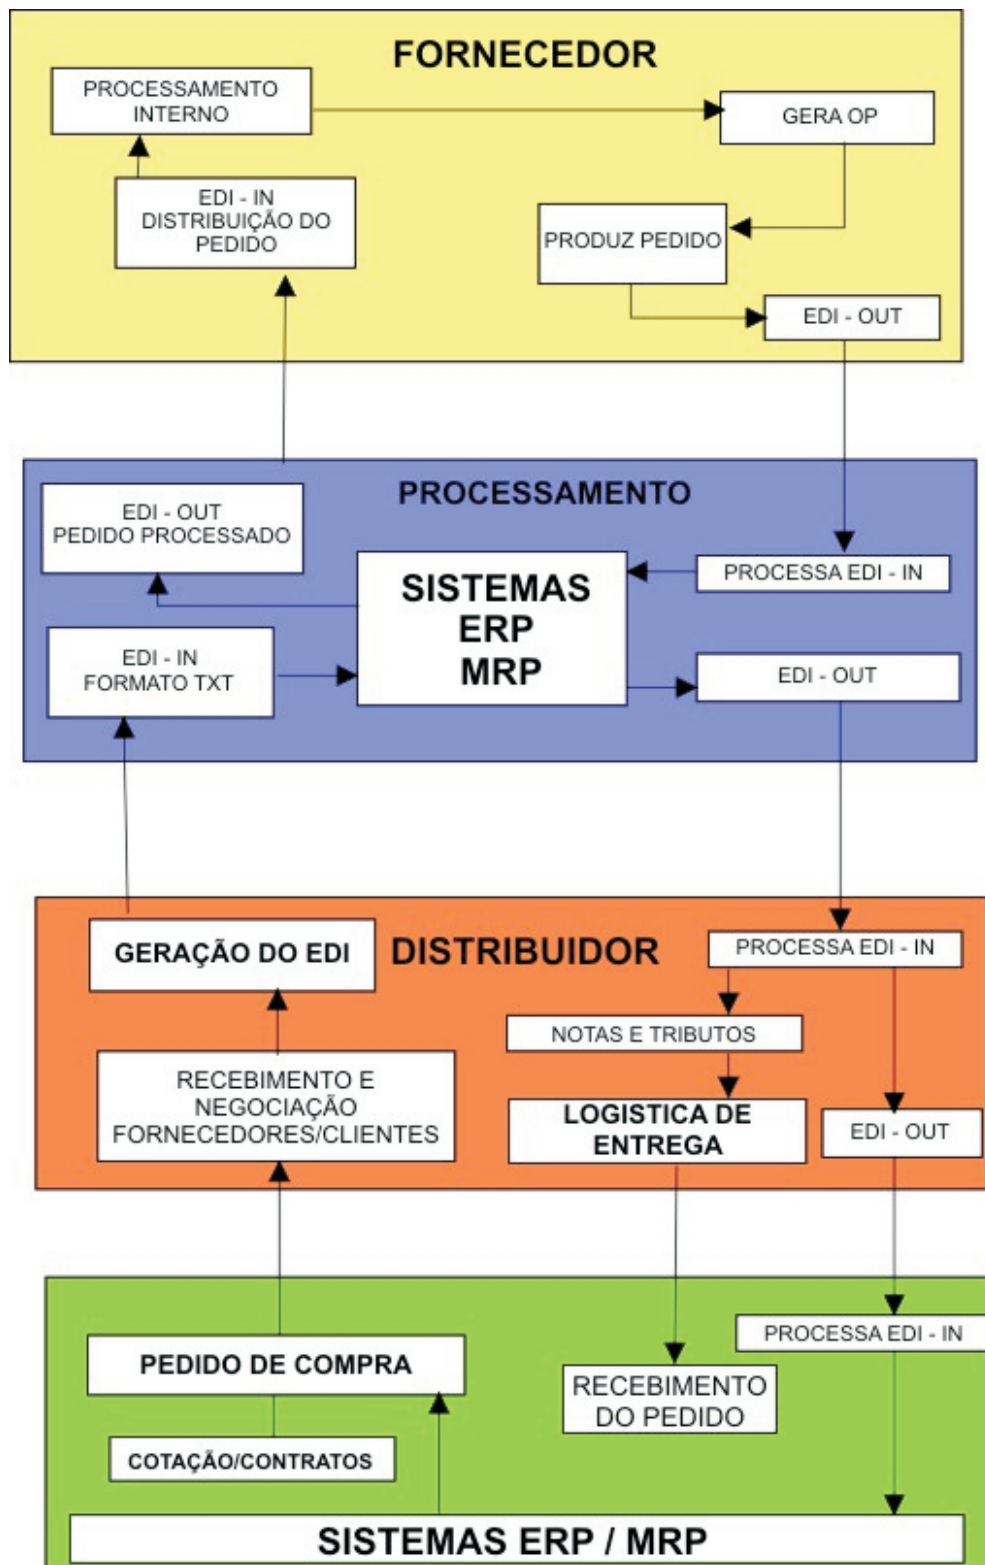 FORNECEDOR
PROCESSAMENTO
INTERNO
GERA OP
EDI - IN
DISTRIBUIÇÃO DO
PEDIDO
PRODUZ PEDIDO
EDI - OUT
PROCESSAMENTO
EDI - OUT
PEDIDO PROCESSADO
SISTEMAS
ERP
MRP
PROCESSA EDI - IN
EDI - IN
FORMATO TXT
EDI - OUT
GERAÇÃO DO EDI
DISTRIBUIDOR
PROCESSA EDI - IN
NOTAS E TRIBUTOS
RECEBIMENTO E
NEGOCIAÇÃO
FORNECEDORES/CLIENTES
LOGISTICA DE
ENTREGA
EDI - OUT
PROCESSA EDI - IN
PEDIDO DE COMPRA
RECEBIMENTO
DO PEDIDO
COTAÇÃO/CONTRATOS
SISTEMAS ERP / MRP